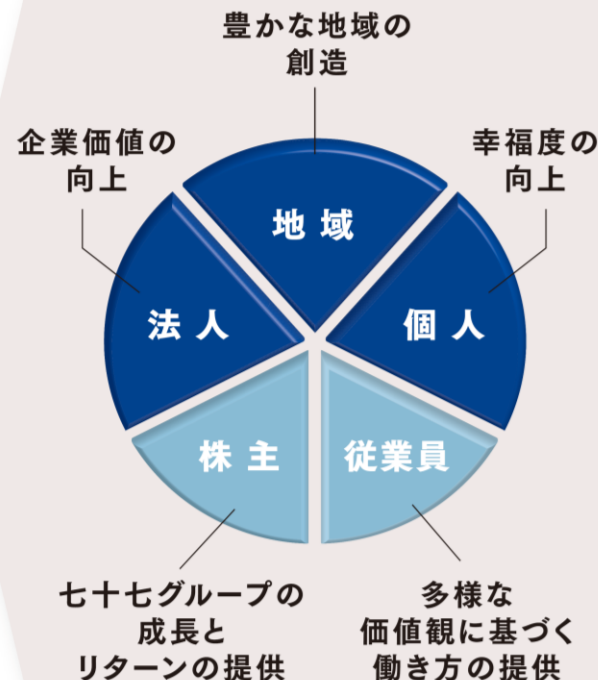 豊かな地域の
創造
企業価値の
向上
幸福度の
向上
地域
法人
個人
株主
従業員
七十七グループの
成長と
リターンの提供
多様な
価値観に基づく
働き方の提供